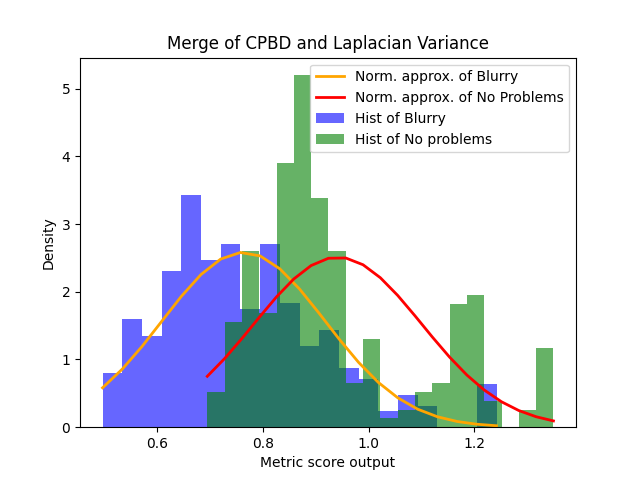 Merge of CPBD and Laplacian Variance
Norm. approx. of Blurry
Norm. approx. of No Problems
Hist of Blurry
Hist of No problems
Density
5
4
3
2
1
0
0.6
0.8
1.0
1.2
Metric score output